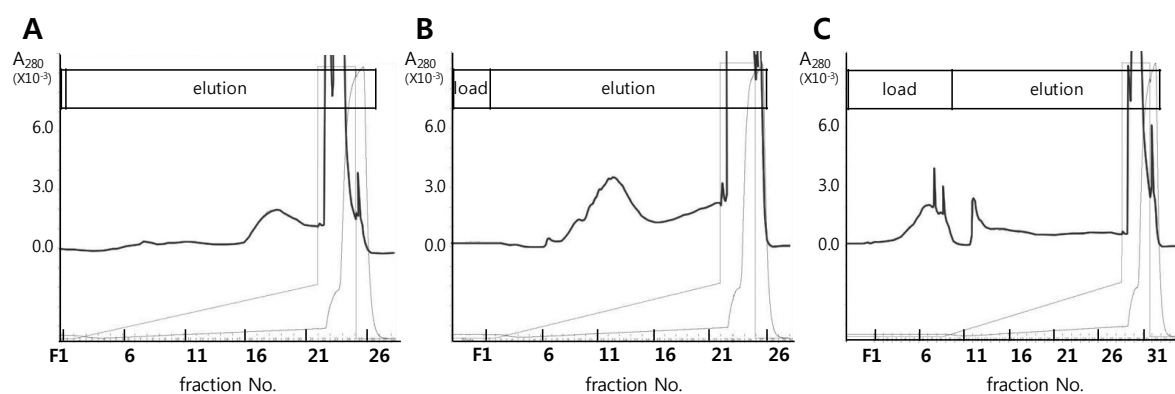 A
A280
(X10-3)
elution
6.0
3.0
0.0
F1 6 11 16 21 26
fraction No.
B
A280
(X10-3)
load elution
6.0
3.0
0.0
F1 6 11 16 21 26
fraction No.
C
A280
(X10-3)
load elution
6.0
3.0
0.0
F1 6 11 16 21 26 31
fraction No.